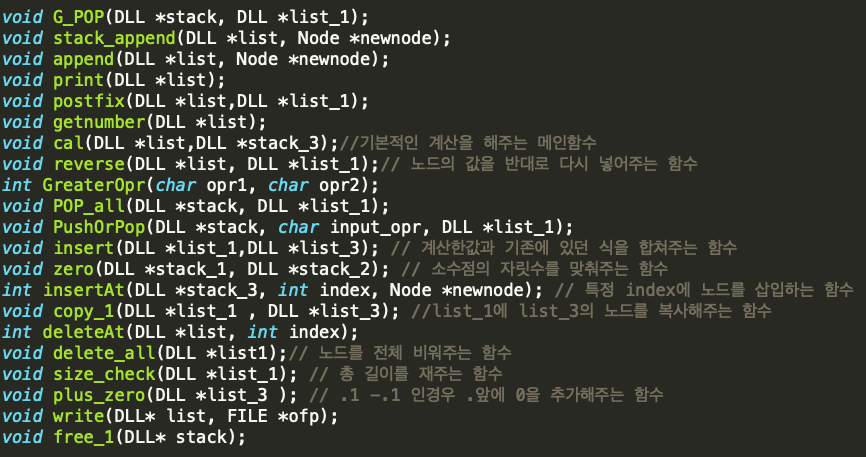 void G_POP(DLL *stack, DLL *list_1);
void stack_append(DLL *list, Node *newnode);
void append(DLL *list, Node *newnode);
void print(DLL *list);
void postfix(DLL *list,DLL *list_1);
void getnumber(DLL *list);
void cal(DLL *list,DLL *stack_3);//기본적인 계산을 해주는 메인함수
void reverse(DLL *list, DLL *list_1);// 노드의 값을 반대로 다시 넣어주는 함수
int GreaterOpr(char opr1, char opr2);
void POP_all(DLL *stack, DLL *list_1);
void PushOrPop(DLL *stack, char input_opr, DLL *list_1);
void insert(DLL *list_1,DLL *list_3); // 계산한값과 기존에 있던 식을 합쳐주는 함수
void zero(DLL *stack_1, DLL *stack_2); // 소수점의 자릿수를 맞춰주는 함수
int insertAt(DLL *stack_3, int index, Node *newnode); // 특정 index에 노드를 삽입하는 함수
void copy_1(DLL *list_1 , DLL *list_3); //list_1에 list_3의 노드를 복사해주는 함수
int deleteAt(DLL *list, int index);
void delete_all(DLL *list1);// 노드를 전체 비워주는 함수
void size_check(DLL *list_1); // 총 길이를 재주는 함수
void plus_zero(DLL *list_3 ); // .1 -.1 인경우 .앞에 0을 추가해주는 함수
void write(DLL* list, FILE *ofp);
void free_1(DLL* stack);